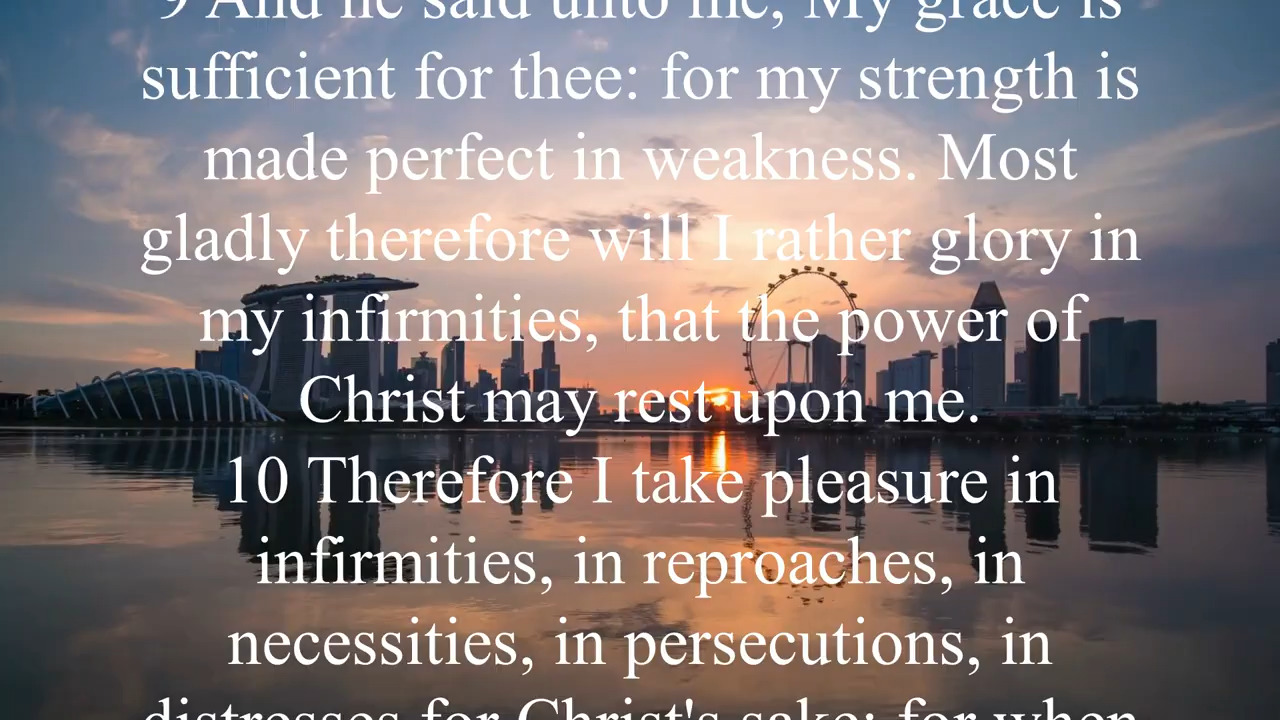 9 And he said unto me, My grace is
sufficient for thee: for my strength is
made perfect in weakness. Most
gladly therefore will I rather glory in
my infirmities, that the power of
Christ may rest upon me.
10 Therefore I take pleasure in
infirmities, in reproaches, in
necessities, in persecutions, in
distresses for Christ's sake: for when